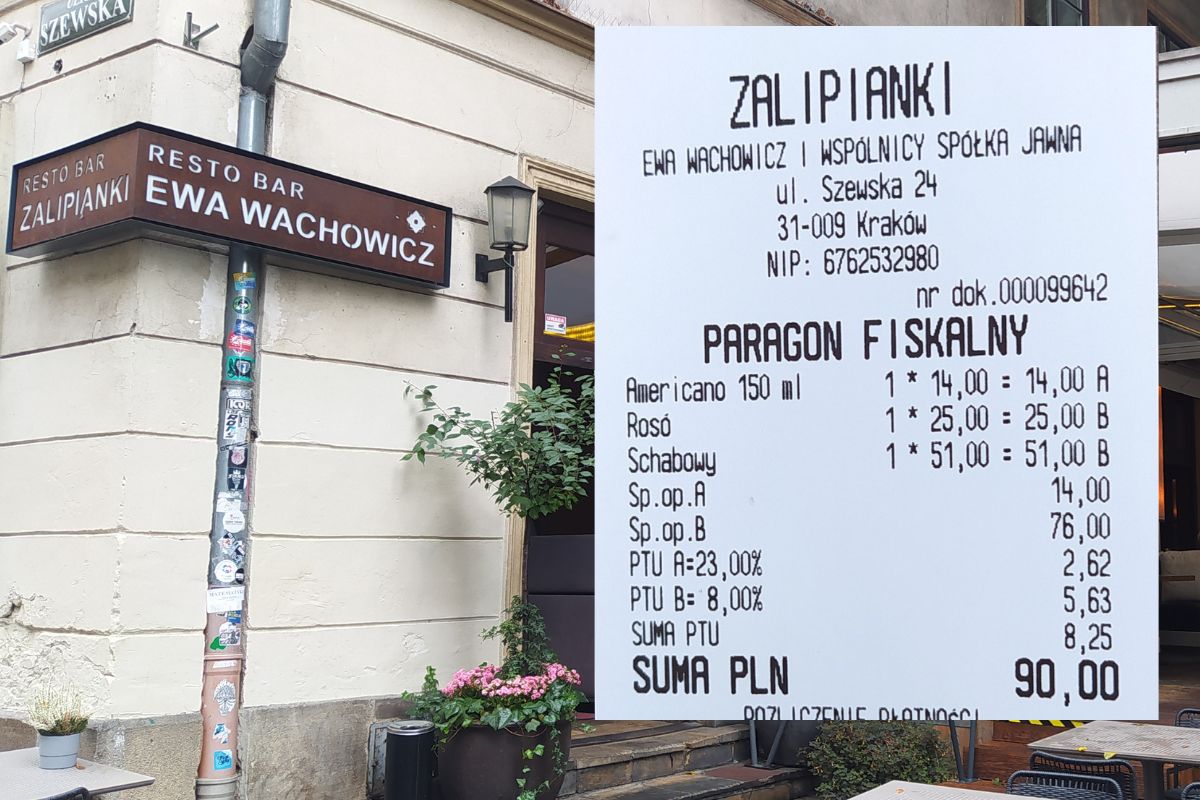 SZEWSKA
RESTO BAR
ZALIPIANKI
RESTO BAR
EWA WACHOWICZ
UWAGA
ZALIPIANKI
EWA WACHOWICZ I WSPÓLNICY SPÓŁKA JAWNA
ul. Szewska 24
31-009 Kraków
NIP: 6762532980
nr dok.000099642
PARAGON FISKALNY
Americano 150 ml 1 * 14,00 = 14,00 A
Rosó 1 * 25,00 = 25,00 B
Schabowy 1 * 51,00 = 51,00 B
Sp.op.A 14,00
Sp.op.B 76,00
PTU A=23,00% 2,62
PTU B= 8,00% 5,63
SUMA PTU 8,25
SUMA PLN 90,00
ROZLICZENIE PŁATNOŚCI